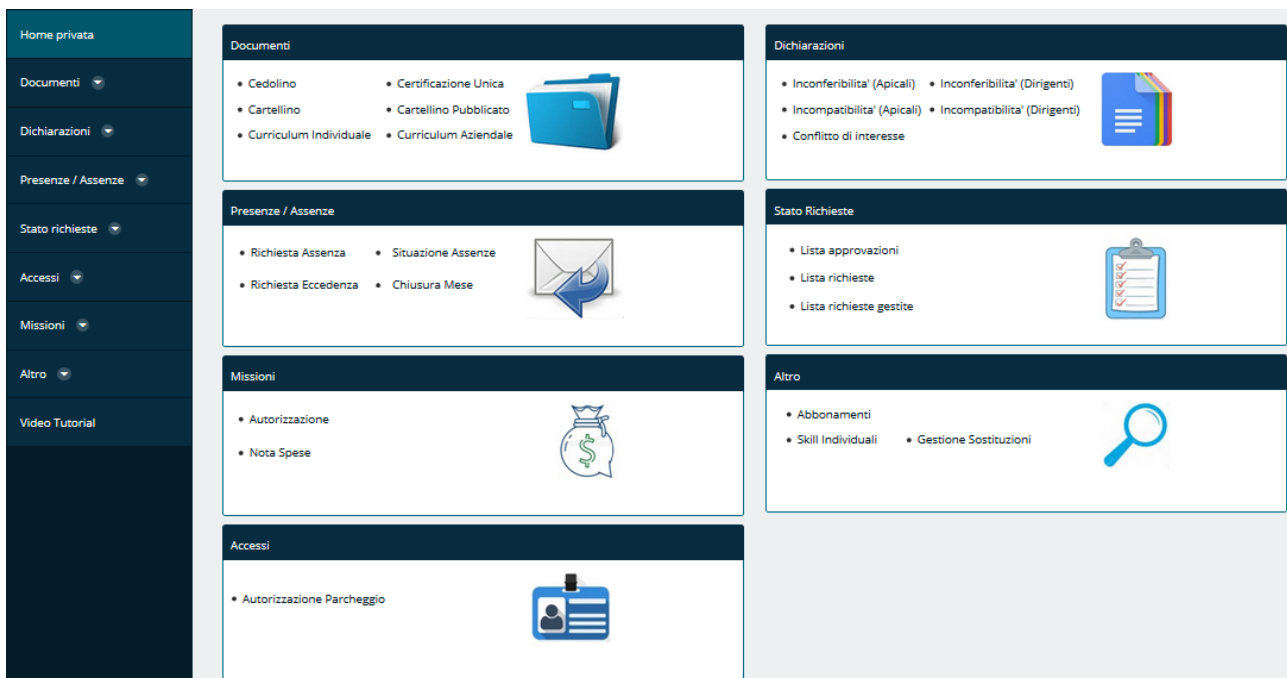 Home privata
Documenti
Dichiarazioni
Presenze / Assenze
Stato richieste
Accessi
Missioni
Altro
Video Tutorial
Documenti
• Cedolino • Certificazione Unica
• Cartellino • Cartellino Pubblicato
• Curriculum Individuale • Curriculum Aziendale
Dichiarazioni
• Inconferibilita' (Apicali) • Inconferibilita' (Dirigenti)
• Incompatibilita' (Apicali) • Incompatibilita' (Dirigenti)
• Conflitto di interesse
Presenze / Assenze
• Richiesta Assenza • Situazione Assenze
• Richiesta Eccedenza • Chiusura Mese
Stato Richieste
• Lista approvazioni
• Lista richieste
• Lista richieste gestite
Missioni
• Autorizzazione
• Nota Spese
$
Altro
• Abbonamenti
• Skill Individuali • Gestione Sostituzioni
Accessi
• Autorizzazione Parcheggio